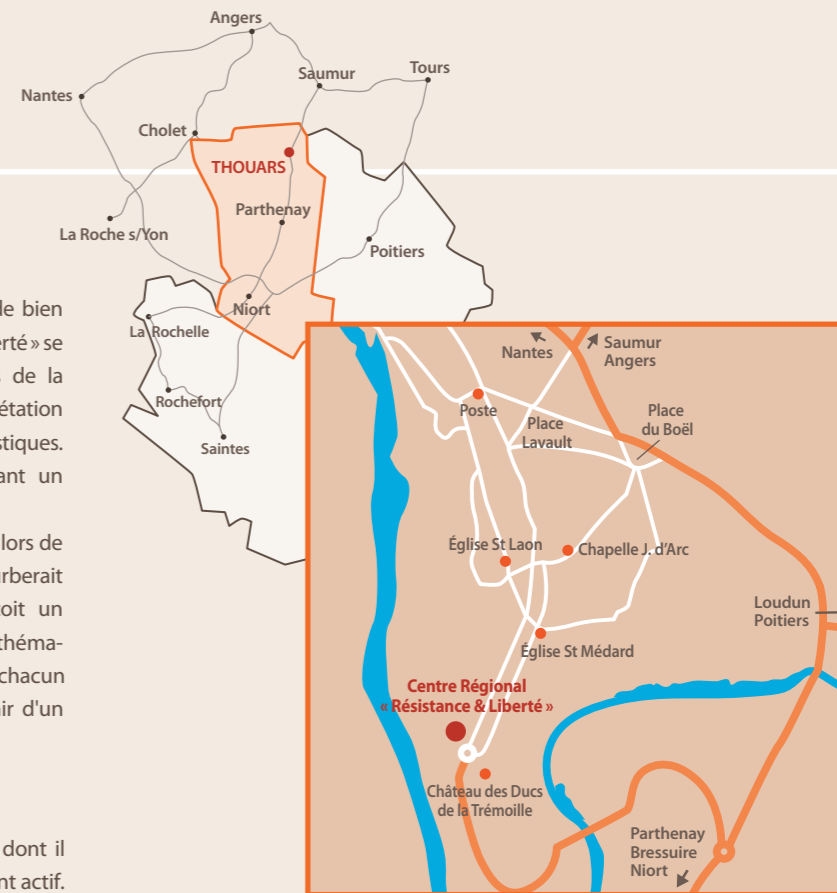 Angers
Saumur
Tours
Nantes
Cholet
THOUARS
Parthenay
La Roche s/Yon
Poitiers
Niort
La Rochelle
Rochefort
Saintes
le bien
erté » se
s de la
étation
stiques.
ant un
lors de
rberait
oit un
théma-
chacun
ir d'un
dont il
nt actif.
Nantes
Saumur
Angers
Poste
Place
Lavault
Place
du Boël
Église St Laon
Chapelle J. d'Arc
Loudun
Poitiers
Église St Médard
Centre Régional
« Résistance & Liberté »
Château des Ducs
de la Trémoille
Parthenay
Bressuire
Niort